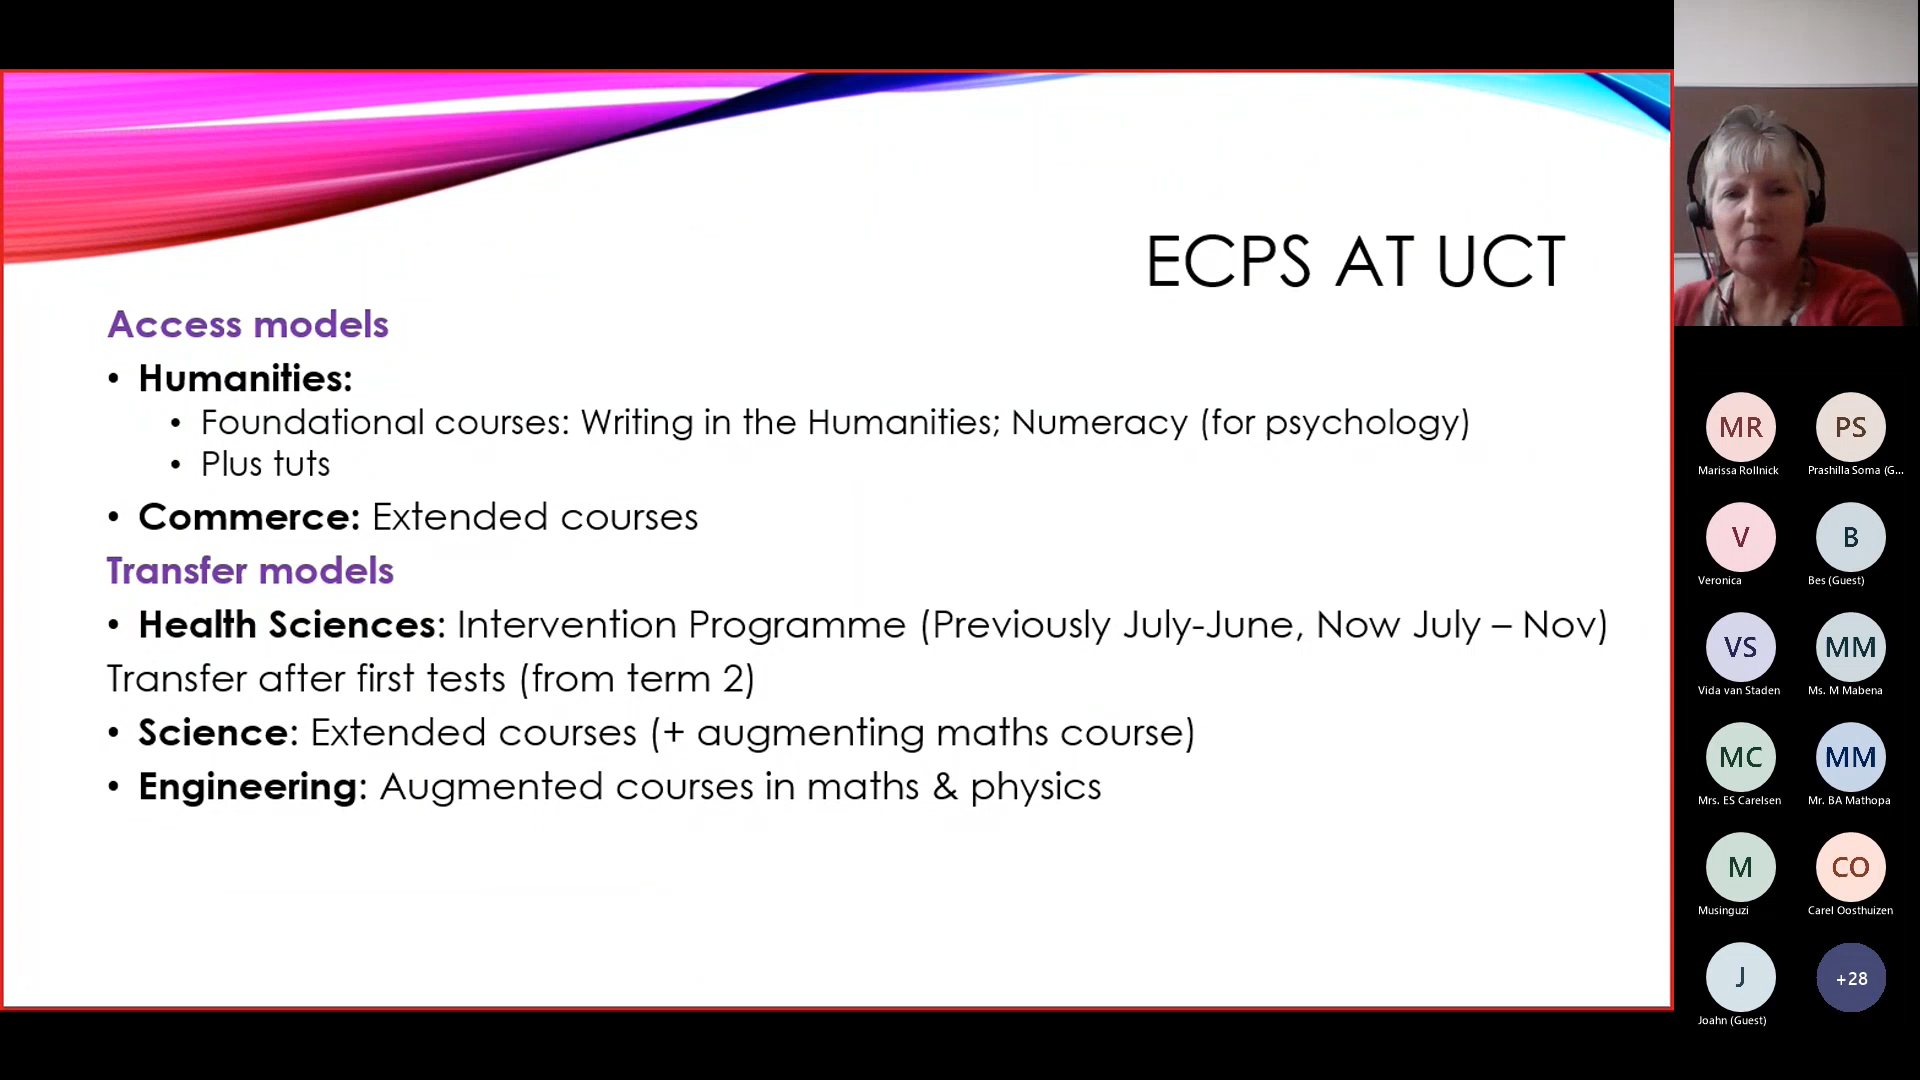 ECPS AT UCT
Access models
• Humanities:
• Foundational courses: Writing in the Humanities; Numeracy (for psychology)
• Plus tuts
• Commerce: Extended courses
Transfer models
• Health Sciences: Intervention Programme (Previously July-June, Now July – Nov)
Transfer after first tests (from term 2)
• Science: Extended courses (+ augmenting maths course)
• Engineering: Augmented courses in maths & physics
MR PS
Marissa Rollnick Prashilla Soma (G...
V B
Veronica Bes (Guest)
VS MM
Vida van Staden Ms. M Mabena
MC MM
Mrs. ES Carelsen Mr. BA Mathopa
M CO
Musinguzi Carel Oosthuizen
J +28
Joahn (Guest)